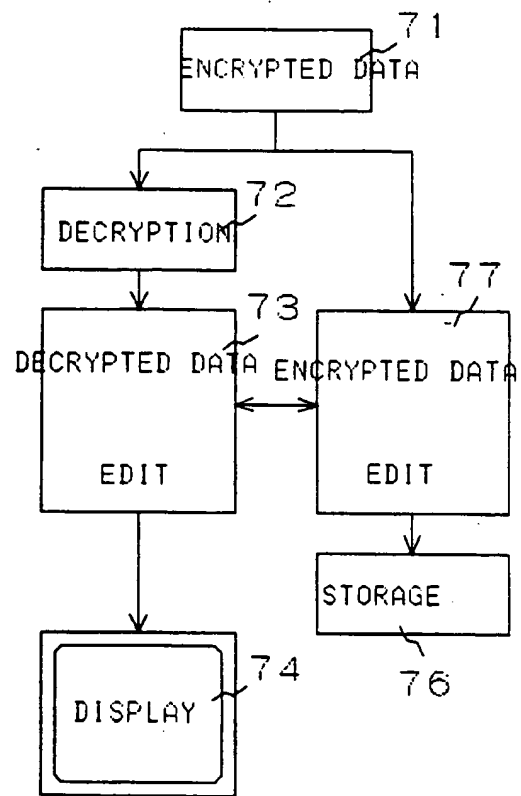 71
ENCRYPTED DATA
72
DECRYPTION
73
DECRYPTED DATA
EDIT
77
ENCRYPTED DATA
EDIT
STORAGE
76
74
DISPLAY